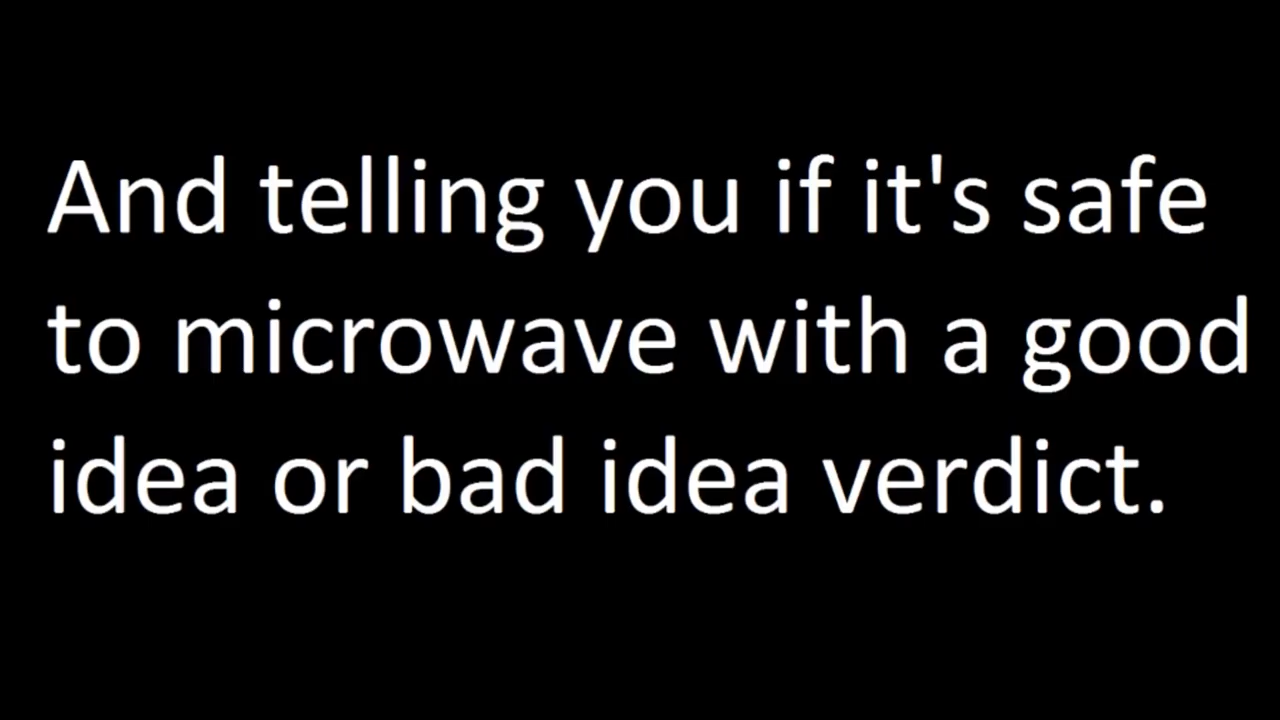 And telling you if it's safe
to microwave with a good
idea or bad idea verdict.